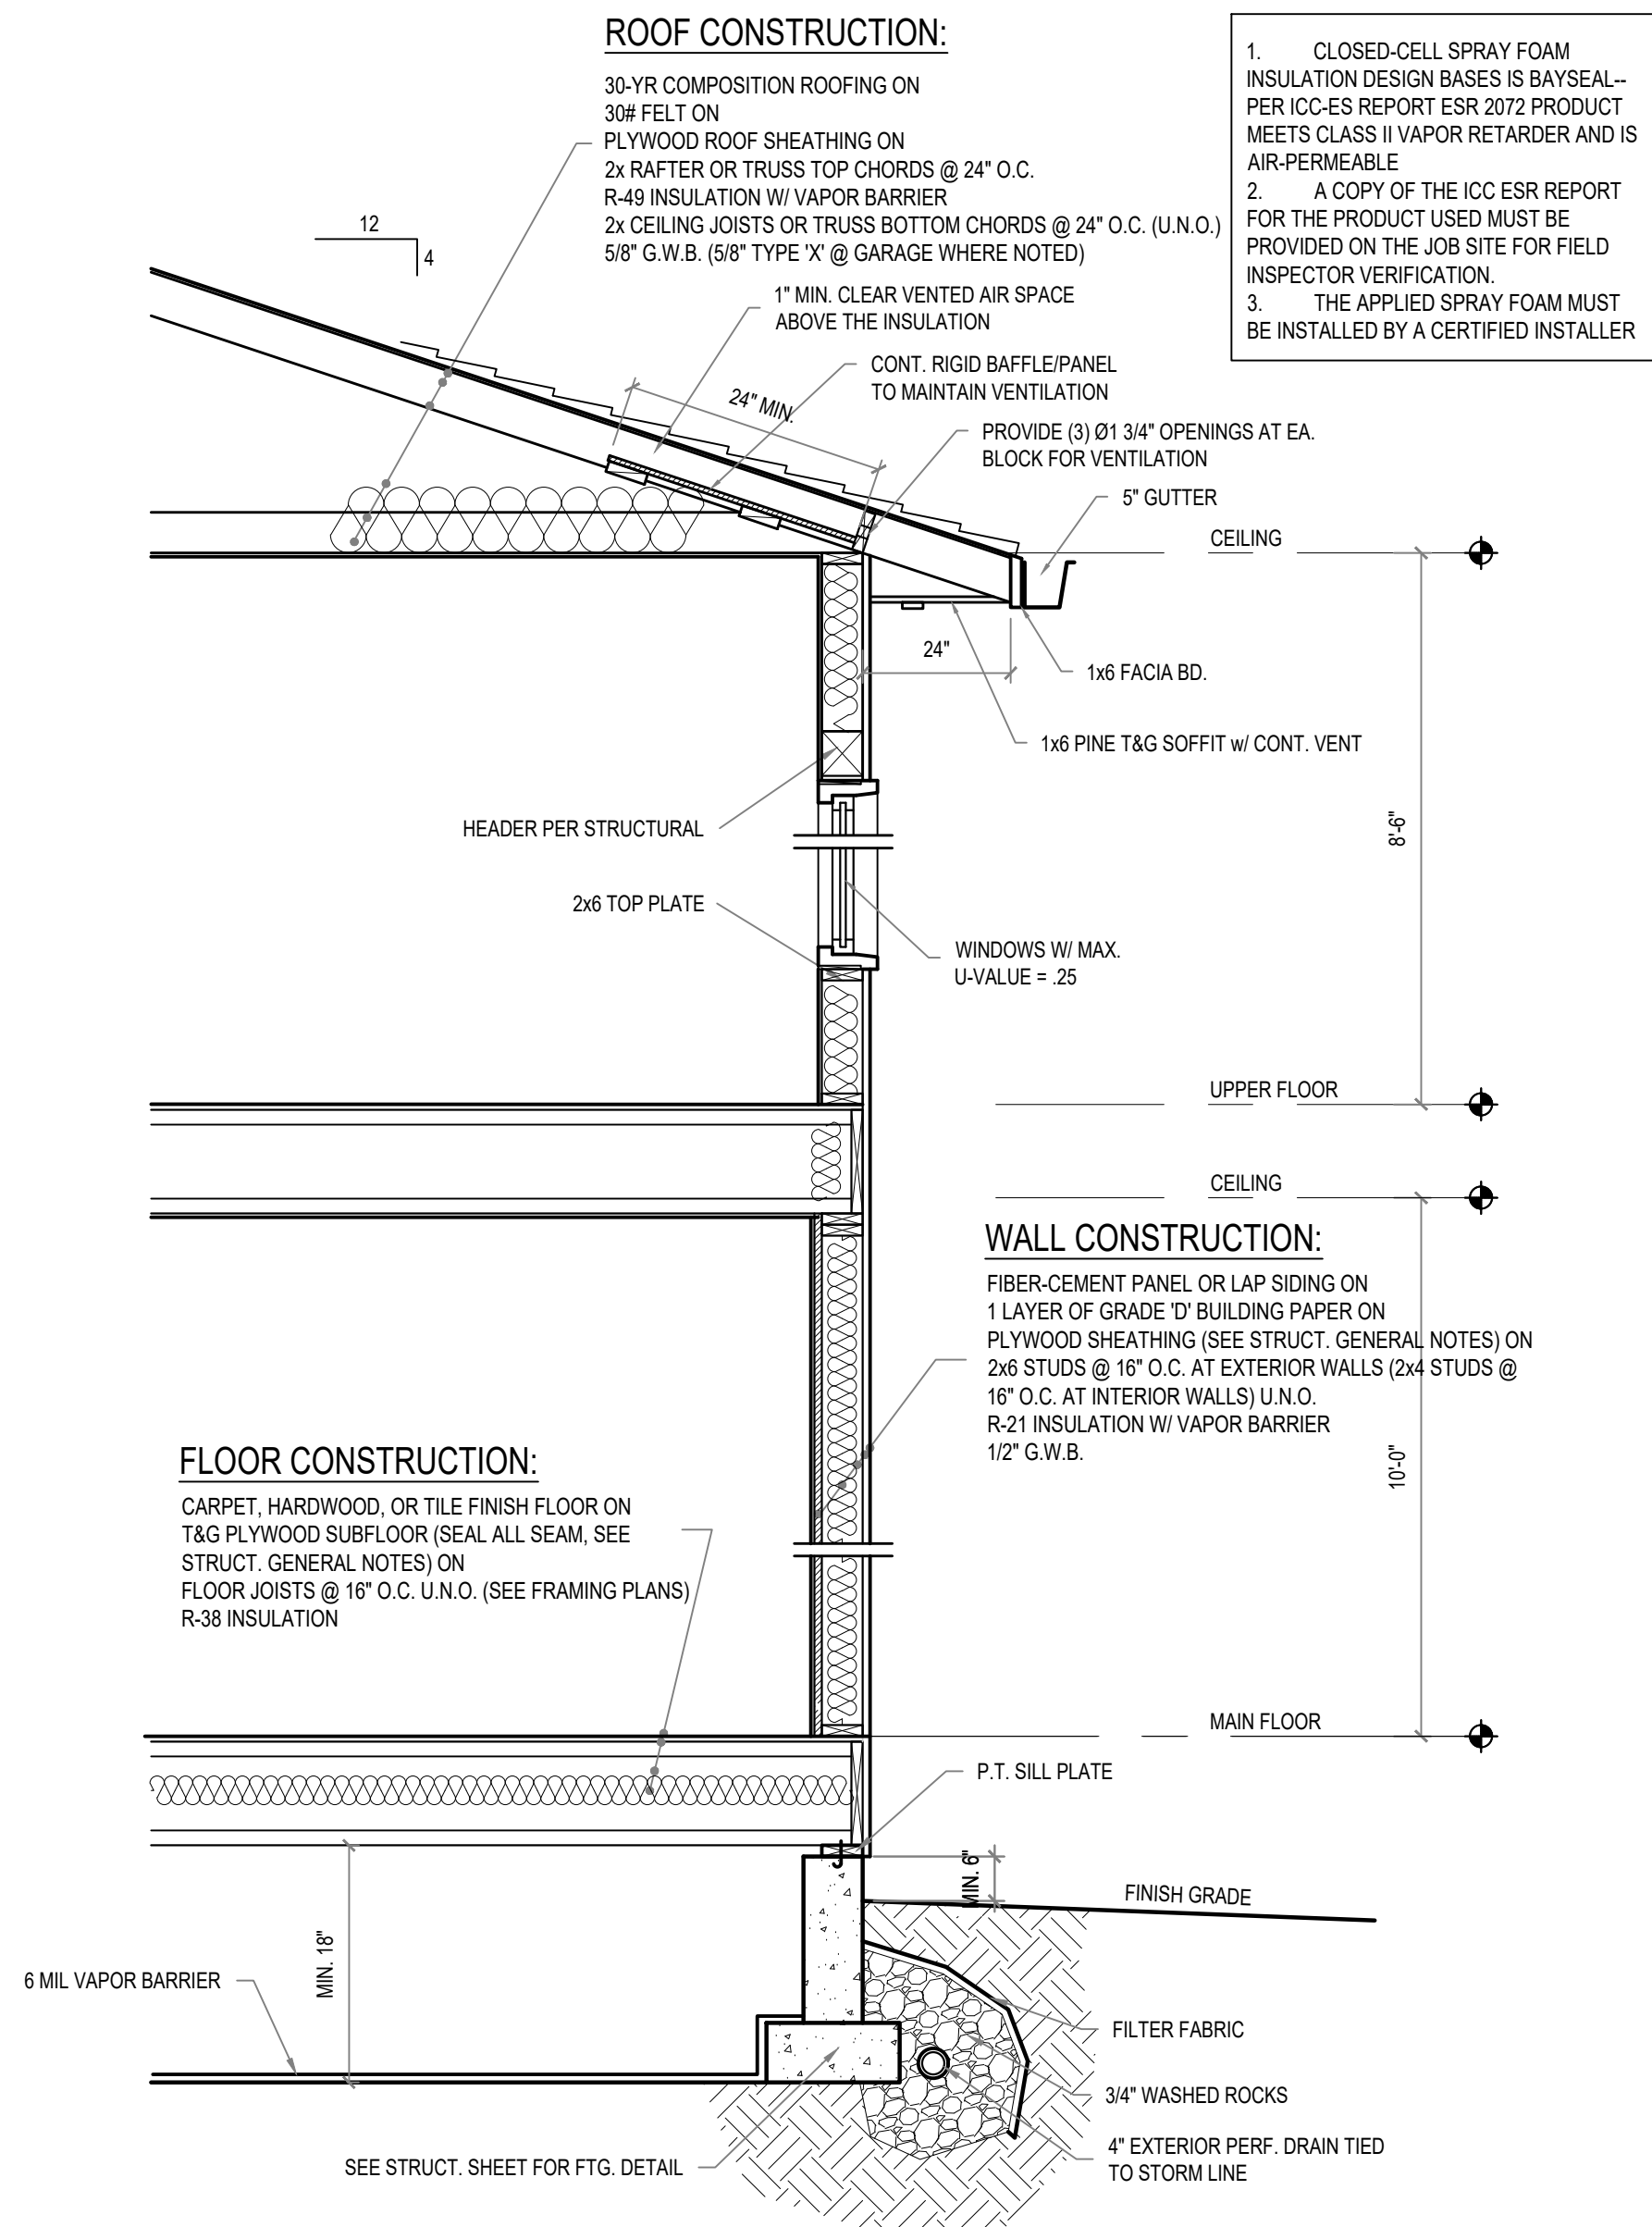 ROOF CONSTRUCTION:
30-YR COMPOSITION ROOFING ON
30# FELT ON
PLYWOOD ROOF SHEATHING ON
2x RAFTER OR TRUSS TOP CHORDS @ 24" O.C.
R-49 INSULATION W/ VAPOR BARRIER
2x CEILING JOISTS OR TRUSS BOTTOM CHORDS @ 24" O.C. (U.N.O.)
5/8" G.W.B. (5/8" TYPE 'X' @ GARAGE WHERE NOTED)
1. CLOSED-CELL SPRAY FOAM
INSULATION DESIGN BASES IS BAYSEAL--
PER ICC-ES REPORT ESR 2072 PRODUCT
MEETS CLASS II VAPOR RETARDER AND IS
AIR-PERMEABLE
2. A COPY OF THE ICC ESR REPORT
FOR THE PRODUCT USED MUST BE
PROVIDED ON THE JOB SITE FOR FIELD
INSPECTOR VERIFICATION.
3. THE APPLIED SPRAY FOAM MUST
BE INSTALLED BY A CERTIFIED INSTALLER
12
4
1" MIN. CLEAR VENTED AIR SPACE
ABOVE THE INSULATION
CONT. RIGID BAFFLE/PANEL
TO MAINTAIN VENTILATION
24" MIN.
PROVIDE (3) Ø1 3/4" OPENINGS AT EA.
BLOCK FOR VENTILATION
5" GUTTER
CEILING
24"
1x6 FACIA BD.
1x6 PINE T&G SOFFIT w/ CONT. VENT
HEADER PER STRUCTURAL
8'-6"
2x6 TOP PLATE
WINDOWS W/ MAX.
U-VALUE = .25
UPPER FLOOR
CEILING
WALL CONSTRUCTION:
FIBER-CEMENT PANEL OR LAP SIDING ON
1 LAYER OF GRADE 'D' BUILDING PAPER ON
PLYWOOD SHEATHING (SEE STRUCT. GENERAL NOTES) ON
2x6 STUDS @ 16" O.C. AT EXTERIOR WALLS (2x4 STUDS @
16" O.C. AT INTERIOR WALLS) U.N.O.
R-21 INSULATION W/ VAPOR BARRIER
1/2" G.W.B.
10'-0"
FLOOR CONSTRUCTION:
CARPET, HARDWOOD, OR TILE FINISH FLOOR ON
T&G PLYWOOD SUBFLOOR (SEAL ALL SEAM, SEE
STRUCT. GENERAL NOTES) ON
FLOOR JOISTS @ 16" O.C. U.N.O. (SEE FRAMING PLANS)
R-38 INSULATION
MAIN FLOOR
P.T. SILL PLATE
MIN. 6"
FINISH GRADE
MIN. 18"
6 MIL VAPOR BARRIER
FILTER FABRIC
3/4" WASHED ROCKS
4" EXTERIOR PERF. DRAIN TIED
TO STORM LINE
SEE STRUCT. SHEET FOR FTG. DETAIL